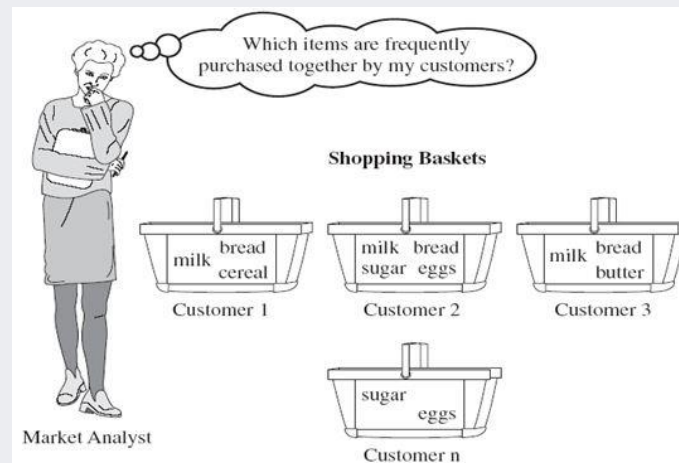 Which items are frequently
purchased together by my customers?
Shopping Baskets
milk bread
cereal
Customer 1
milk bread
sugar eggs
Customer 2
milk bread
butter
Customer 3
sugar
eggs
Customer n
Market Analyst